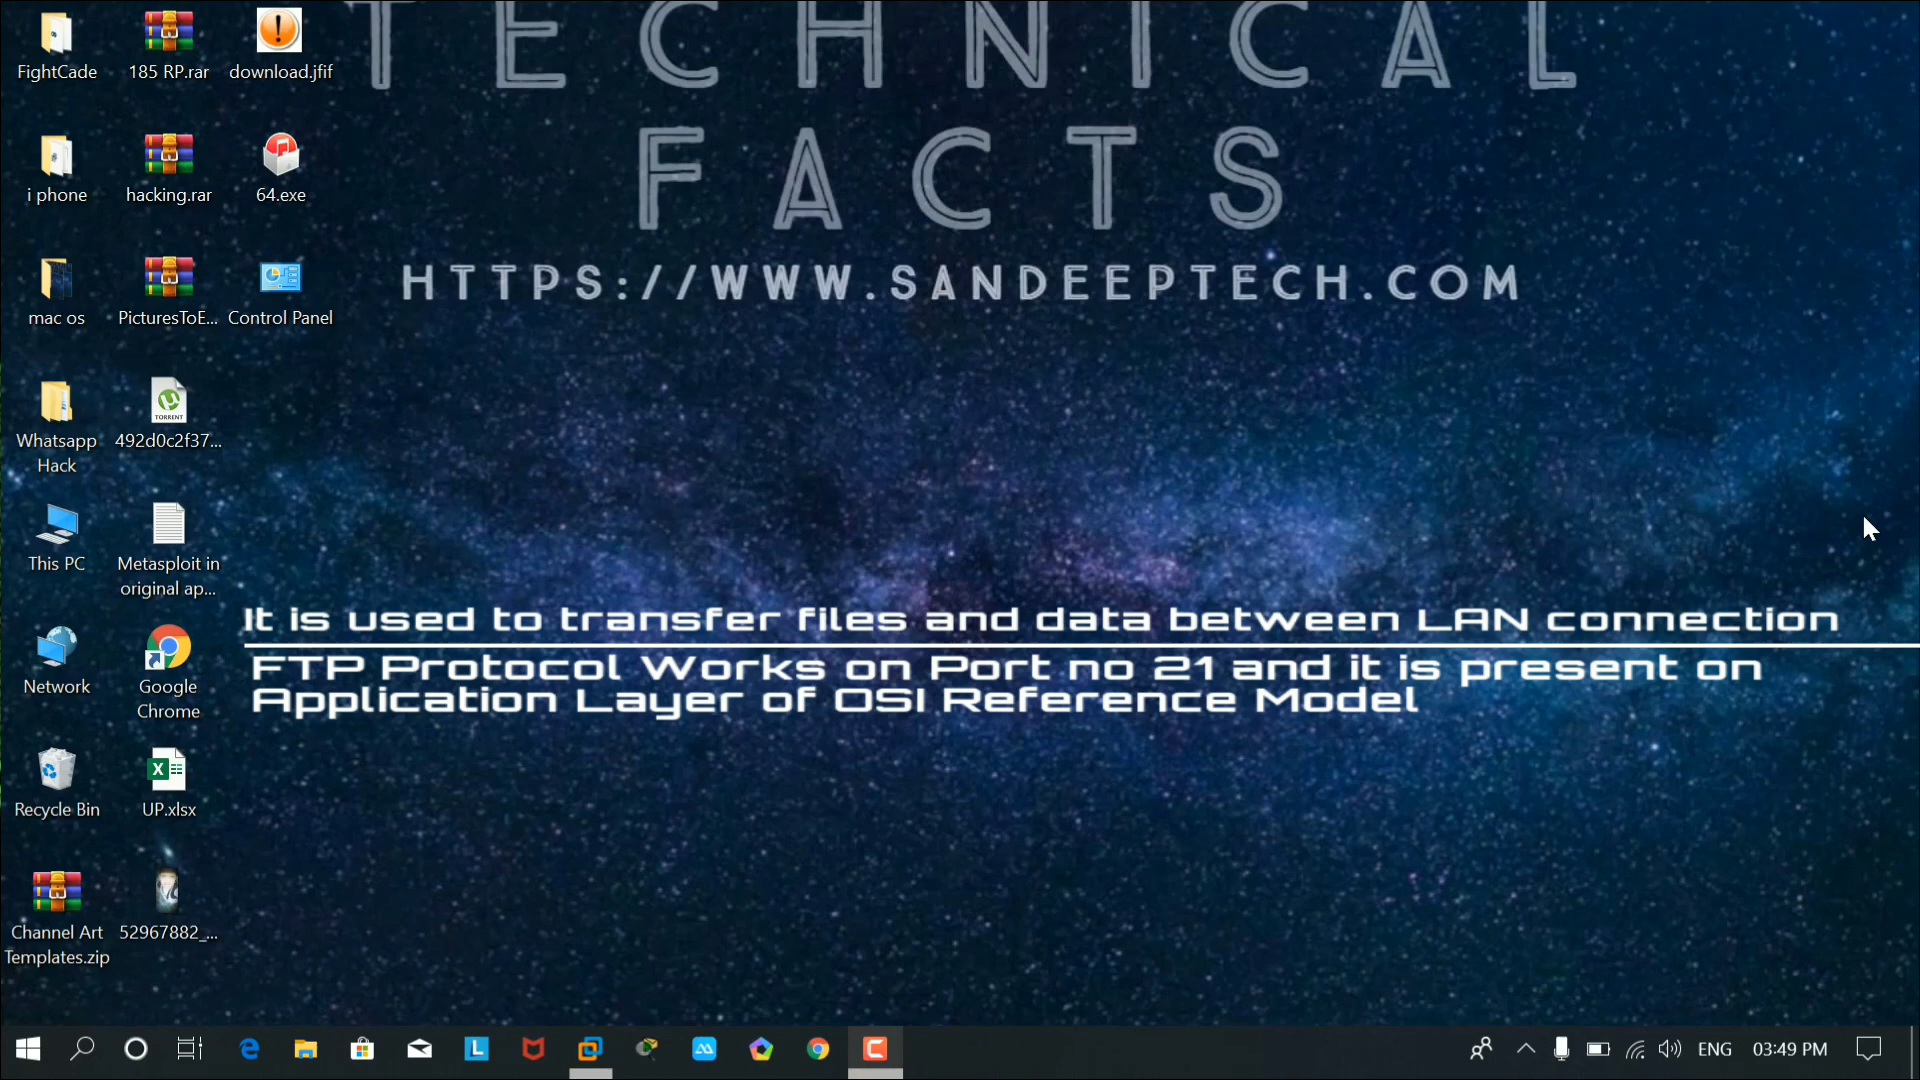 TECHNICAL
FACTS
HTTPS://WWW.SANDEEPTECH.COM
FightCade
185 RP.rar
download.jfif
i phone
hacking.rar
64.exe
mac os
PicturesToE...
Control Panel
Whatsapp
Hack
TORRENT
492d0c2f37...
This PC
Metasploit in
original ap...
It is used to transfer files and data between LAN connection
FTP Protocol Works on Port no 21 and it is present on
Application Layer of OSI Reference Model
Network
Google
Chrome
Recycle Bin
UP.xlsx
Channel Art
Templates.zip
52967882_...
ENG
03:49 PM